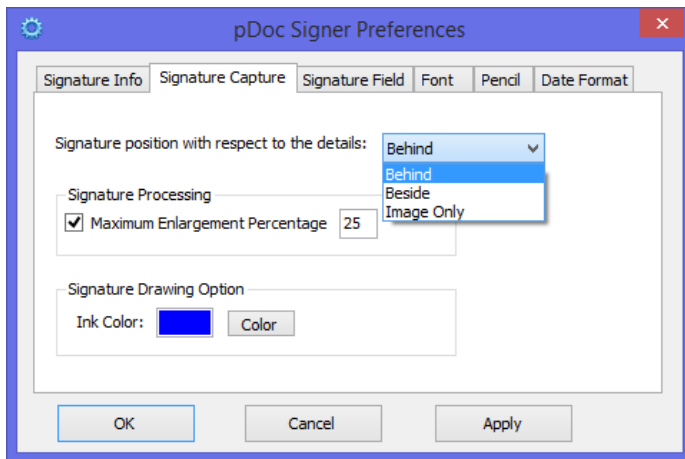 pDoc Signer Preferences
Signature Info Signature Capture Signature Field Font Pencil Date Format
Signature position with respect to the details: Behind
Behind
Beside
Image Only
Signature Processing
Maximum Enlargement Percentage 25
Signature Drawing Option
Ink Color: Color
OK Cancel Apply